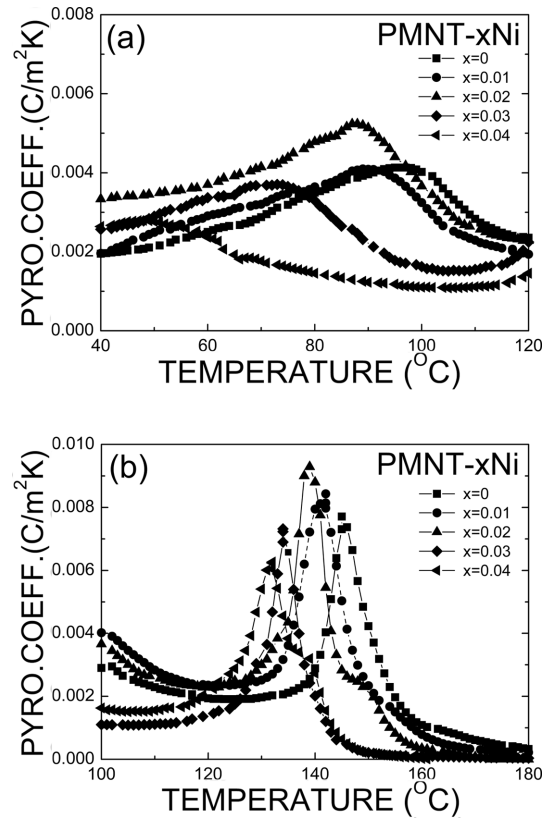 (a)
PMNT-xNi
x=0
x=0.01
x=0.02
x=0.03
x=0.04
PYRO.COEFF.(C/m²K)
0.008
0.006
0.004
0.002
0.000
40 60 80 100 120
TEMPERATURE (°C)
(b)
PMNT-xNi
x=0
x=0.01
x=0.02
x=0.03
x=0.04
PYRO.COEFF.(C/m²K)
0.010
0.008
0.006
0.004
0.002
0.000
100 120 140 160 180
TEMPERATURE (°C)